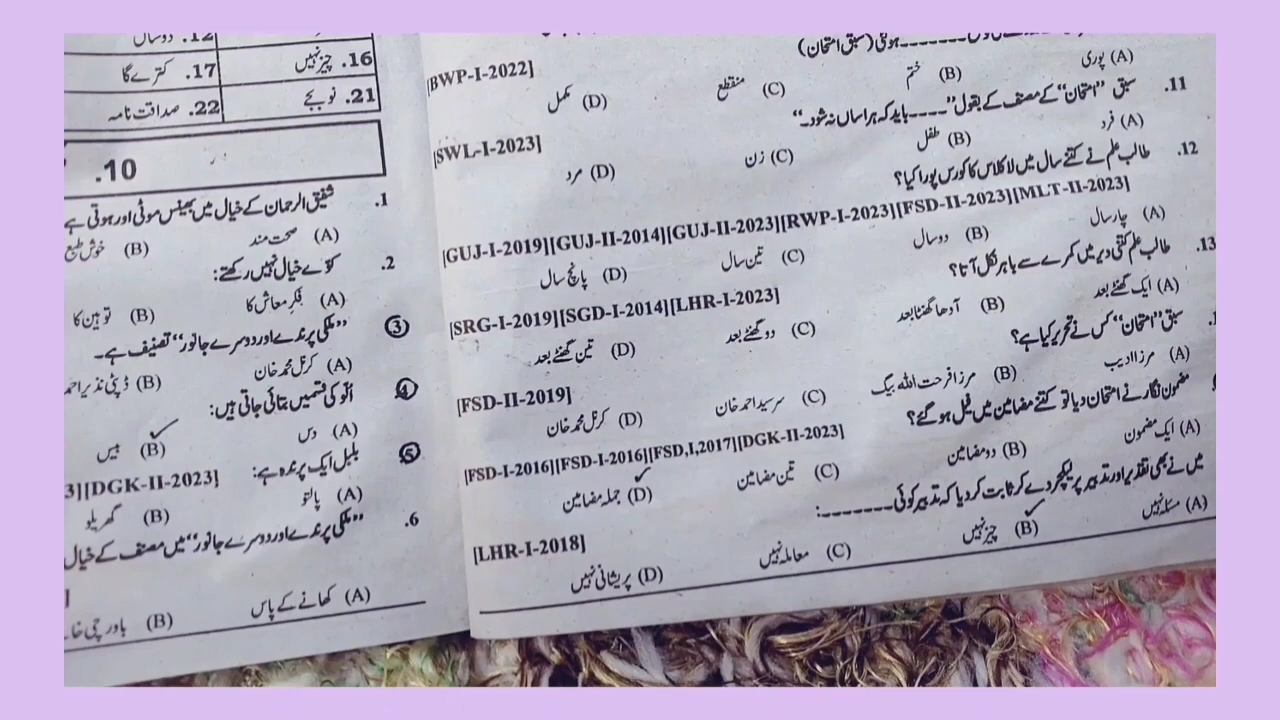 ہوئی (سبق امتحان)
[BWP-I-2022]
(A) پوری (B) ختم (C) منقطع (D) مکمل
11. سبق "امتحان" کے مصنف کے بقول "----باید کہ ہراساں نہ شود۔"
[SWL-I-2023]
(A) فرد (B) طفل (C) زن (D) مرد
12. طالب علم نے کتنے سال میں لا کلاس کا کورس پورا کیا؟
[GUJ-I-2019][GUJ-II-2014][GUJ-II-2023][RWP-I-2023][FSD-II-2023][MLT-II-2023]
(A) چار سال (B) دو سال (C) تین سال (D) پانچ سال
13. طالب علم کتنی دیر میں کمرے سے باہر نکل آتا؟
[SRG-I-2019][SGD-I-2014][LHR-I-2023]
(A) ایک گھنٹے بعد (B) آدھا گھنٹا بعد (C) دو گھنٹے بعد (D) تین گھنٹے بعد
سبق "امتحان" کس نے تحریر کیا ہے؟
[FSD-II-2019]
(A) مرزا ادیب (B) مرزا فرحت اللہ بیگ (C) سرسید احمد خان (D) کرنل محمد خان
مضمون نگار نے امتحان دیا تو کتنے مضامین میں فیل ہو گئے؟
[FSD-I-2016][FSD-I-2016][FSD,I,2017][DGK-II-2023]
(A) ایک مضمون (B) دو مضامین (C) تین مضامین (D) جملہ مضامین
میں نے بھی تقدیر اور تدبیر پر لیکچر دے کر ثابت کر دیا کہ تدبیر کوئی -------:
[LHR-I-2018]
(A) مسئلہ نہیں (B) چیز نہیں (C) معاملہ نہیں (D) پریشانی نہیں
12. دو سال
16. چیز نہیں 17. کترے گا
21. نو بجے 22. صداقت نامہ
10.
1. شفیق الرحمان کے خیال میں بھینس موٹی اور ہوتی ہے
(A) صحت مند (B) خوش طبع
2. کوّے خیال نہیں رکھتے:
(A) فکرِ معاش کا (B) توہین کا
3 "ملکی پرندے اور دوسرے جانور" تصنیف ہے۔
(A) کرنل محمد خان (B) ڈپٹی نذیر احمد
4 اُلّو کی قسمیں بتائی جاتی ہیں:
(A) دس (B) بیس
5 بلبل ایک پرندہ ہے:
3][DGK-II-2023]
(A) پالتو (B) گھریلو
6. "ملکی پرندے اور دوسرے جانور" میں مصنف کے خیال
(A) کھانے کے پاس (B) باورچی